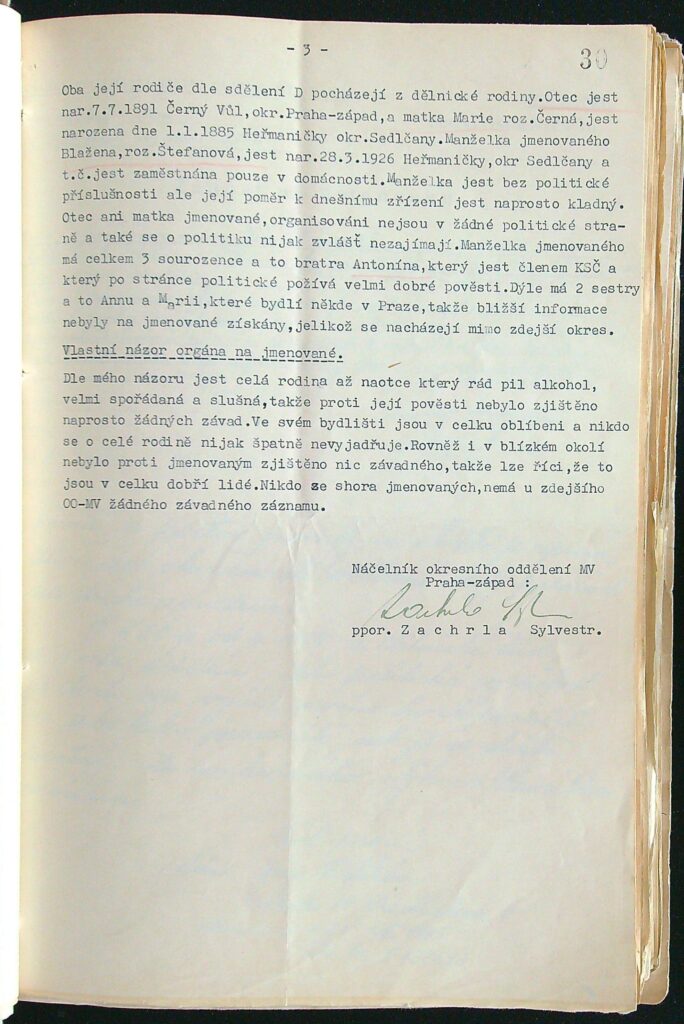 - 3 -
30
Oba její rodiče dle sdělení D pocházejí z dělnické rodiny.Otec jest
nar.7.7.1891 Černý Vůl,okr.Praha-západ,a matka Marie roz.Černá,jest
narozena dne 1.1.1885 Heřmaničky okr.Sedlčany.Manželka jmenovaného
Blažena,roz.Štefanová,jest nar.28.3.1926 Heřmaničky,okr Sedlčany a
t.č.jest zaměstnána pouze v domácnosti.Manželka jest bez politické
příslušnosti ale její poměr k dnešnímu zřízení jest naprosto kladný.
Otec ani matka jmenované,organisováni nejsou v žádné politické stra-
ně a také se o politiku nijak zvlášť nezajímají.Manželka jmenovaného
má celkem 3 sourozence a to bratra Antonína,který jest členem KSČ a
který po stránce politické požívá velmi dobré pověsti.Dýle má 2 sestry
a to Annu a Marii,které bydlí někde v Praze,takže bližší informace
nebyly na jmenované získány,jelikož se nacházejí mimo zdejší okres.
Vlastní názor orgána na jmenované.
Dle mého názoru jest celá rodina až naotce který rád pil alkohol,
velmi spořádaná a slušná,takže proti její pověsti nebylo zjištěno
naprosto žádných závad.Ve svém bydlišti jsou v celku oblíbeni a nikdo
se o celé rodině nijak špatně nevyjadřuje.Rovněž i v blízkém okolí
nebylo proti jmenovaným zjištěno nic závadného,takže lze říci,že to
jsou v celku dobří lidé.Nikdo ze shora jmenovaných,nemá u zdejšího
OO-MV žádného závadného záznamu.
Náčelník okresního oddělení MV
Praha-západ :
ppor. Z a c h r l a Sylvestr.